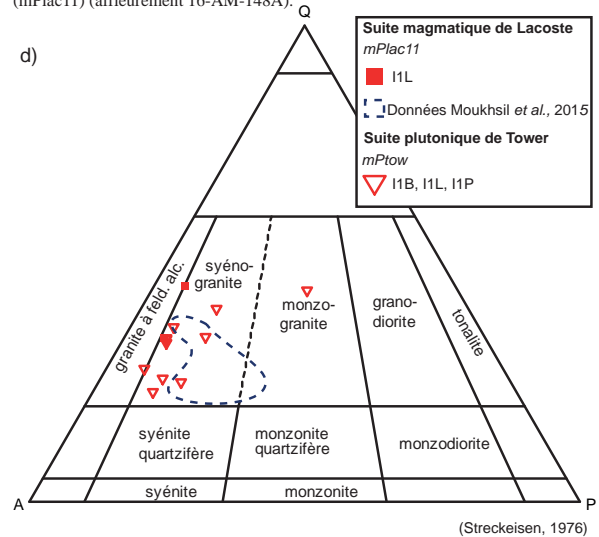 (mPlac11) (affleurement 16-AM-148A).
d)
Q
Suite magmatique de Lacoste
mPlac11
I1L
Données Moukhsil et al., 2015
Suite plutonique de Tower
mPtow
I1B, I1L, I1P
granite à feld. alc.
syéno-
granite
monzo-
granite
grano-
diorite
tonalite
syénite
quartzifère
monzonite
quartzifère
monzodiorite
syénite
monzonite
A
P
(Streckeisen, 1976)